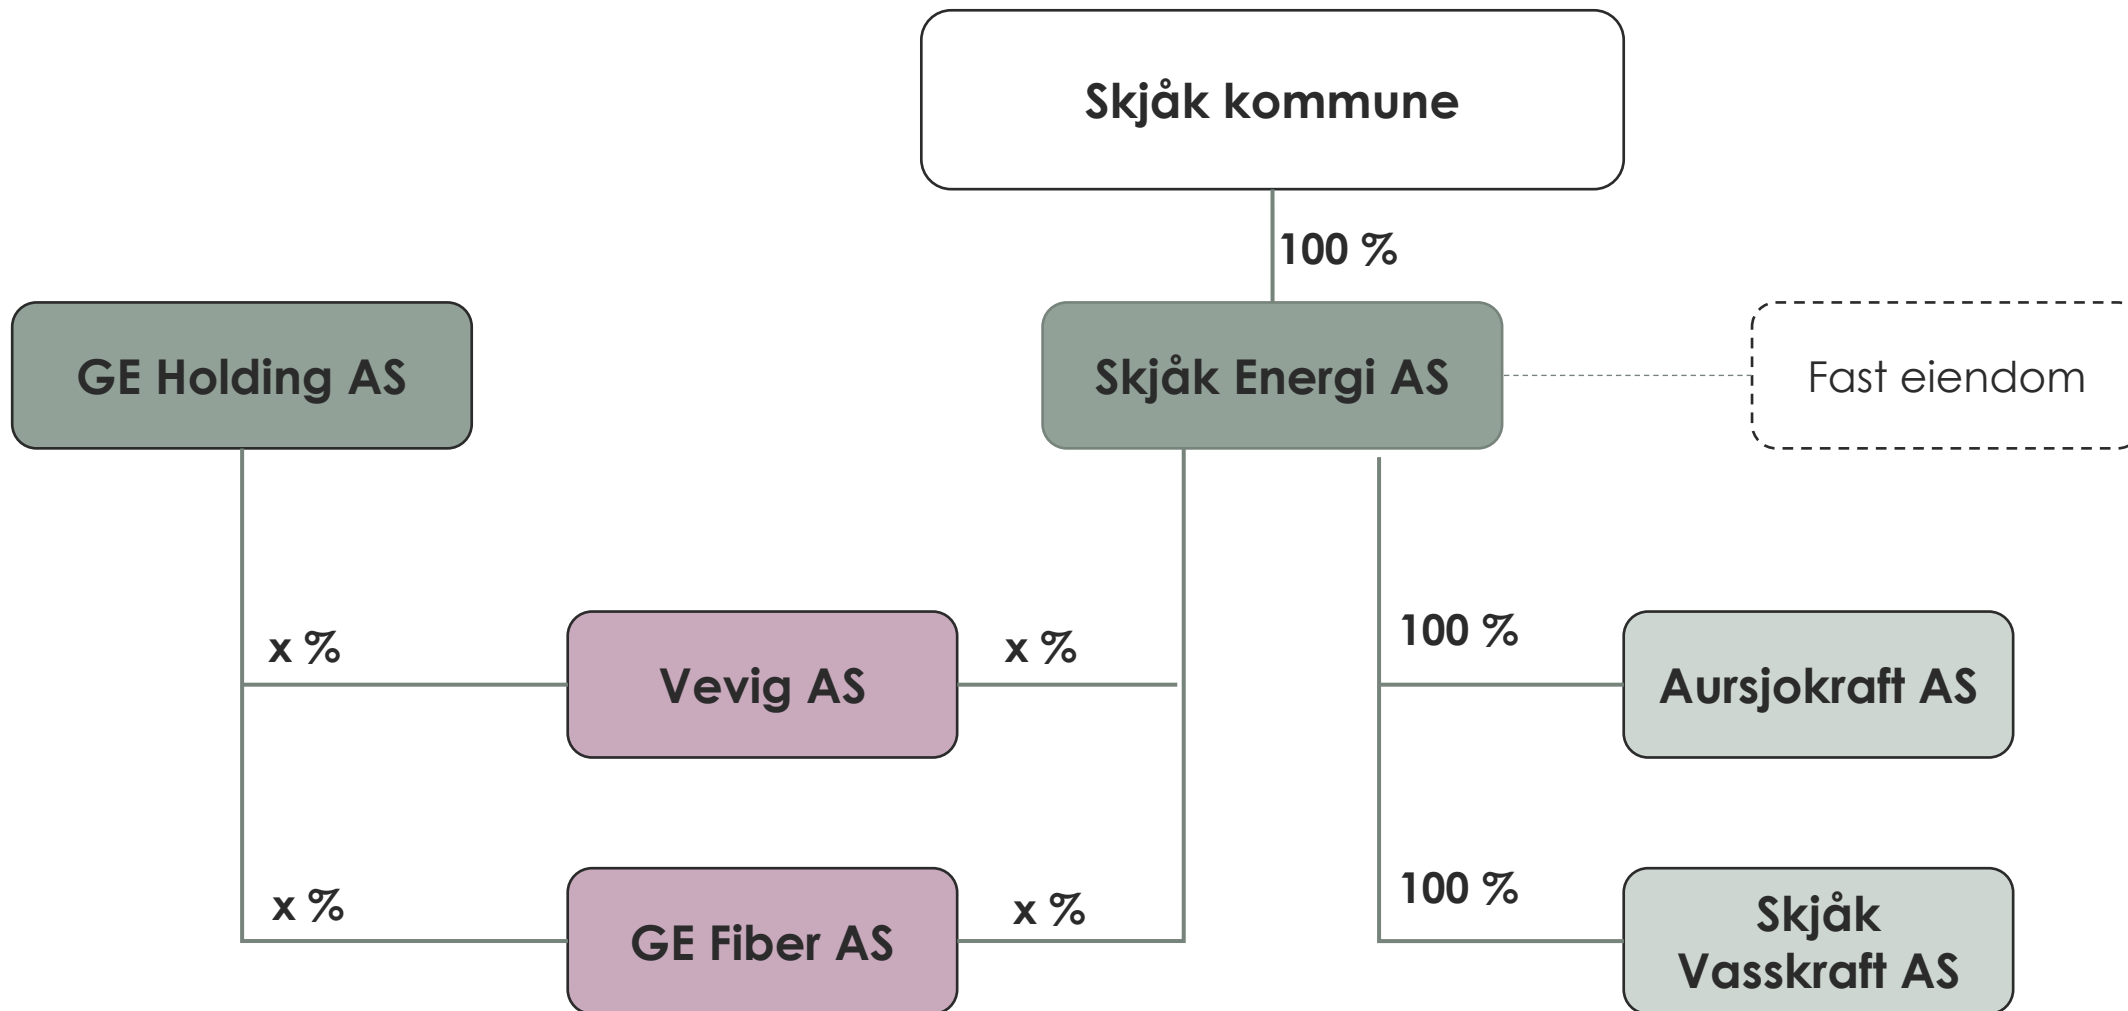 Skjåk kommune
100 %
GE Holding AS
Skjåk Energi AS
Fast eiendom
x %
Vevig AS
x %
100 %
Aursjokraft AS
x %
GE Fiber AS
x %
100 %
Skjåk
Vasskraft AS